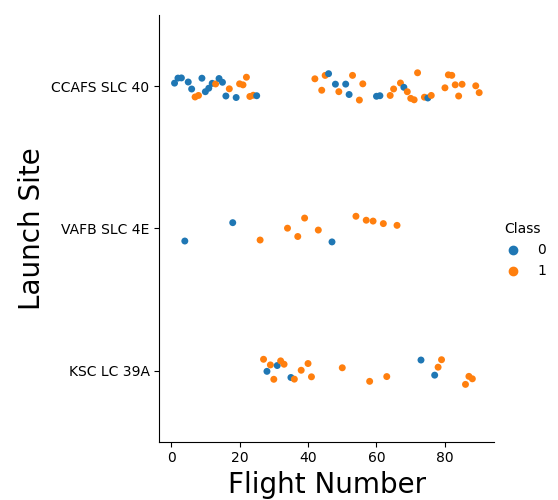 CCAFS SLC 40
VAFB SLC 4E
KSC LC 39A
Launch Site
0
20
40
60
80
Flight Number
Class
0
1